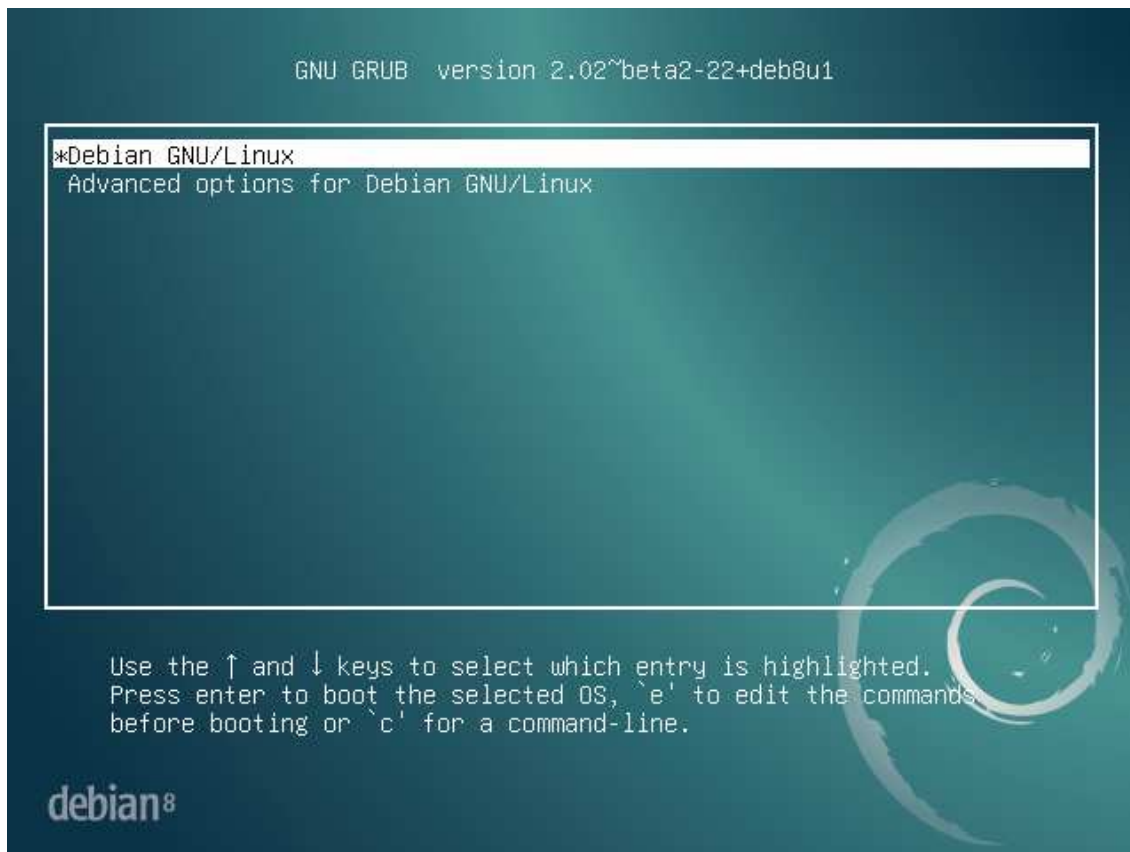 GNU GRUB  version 2.02~beta2-22+deb8u1
*Debian GNU/Linux
Advanced options for Debian GNU/Linux
Use the ↑ and ↓ keys to select which entry is highlighted.
Press enter to boot the selected OS, `e' to edit the commands
before booting or `c' for a command-line.
debian8